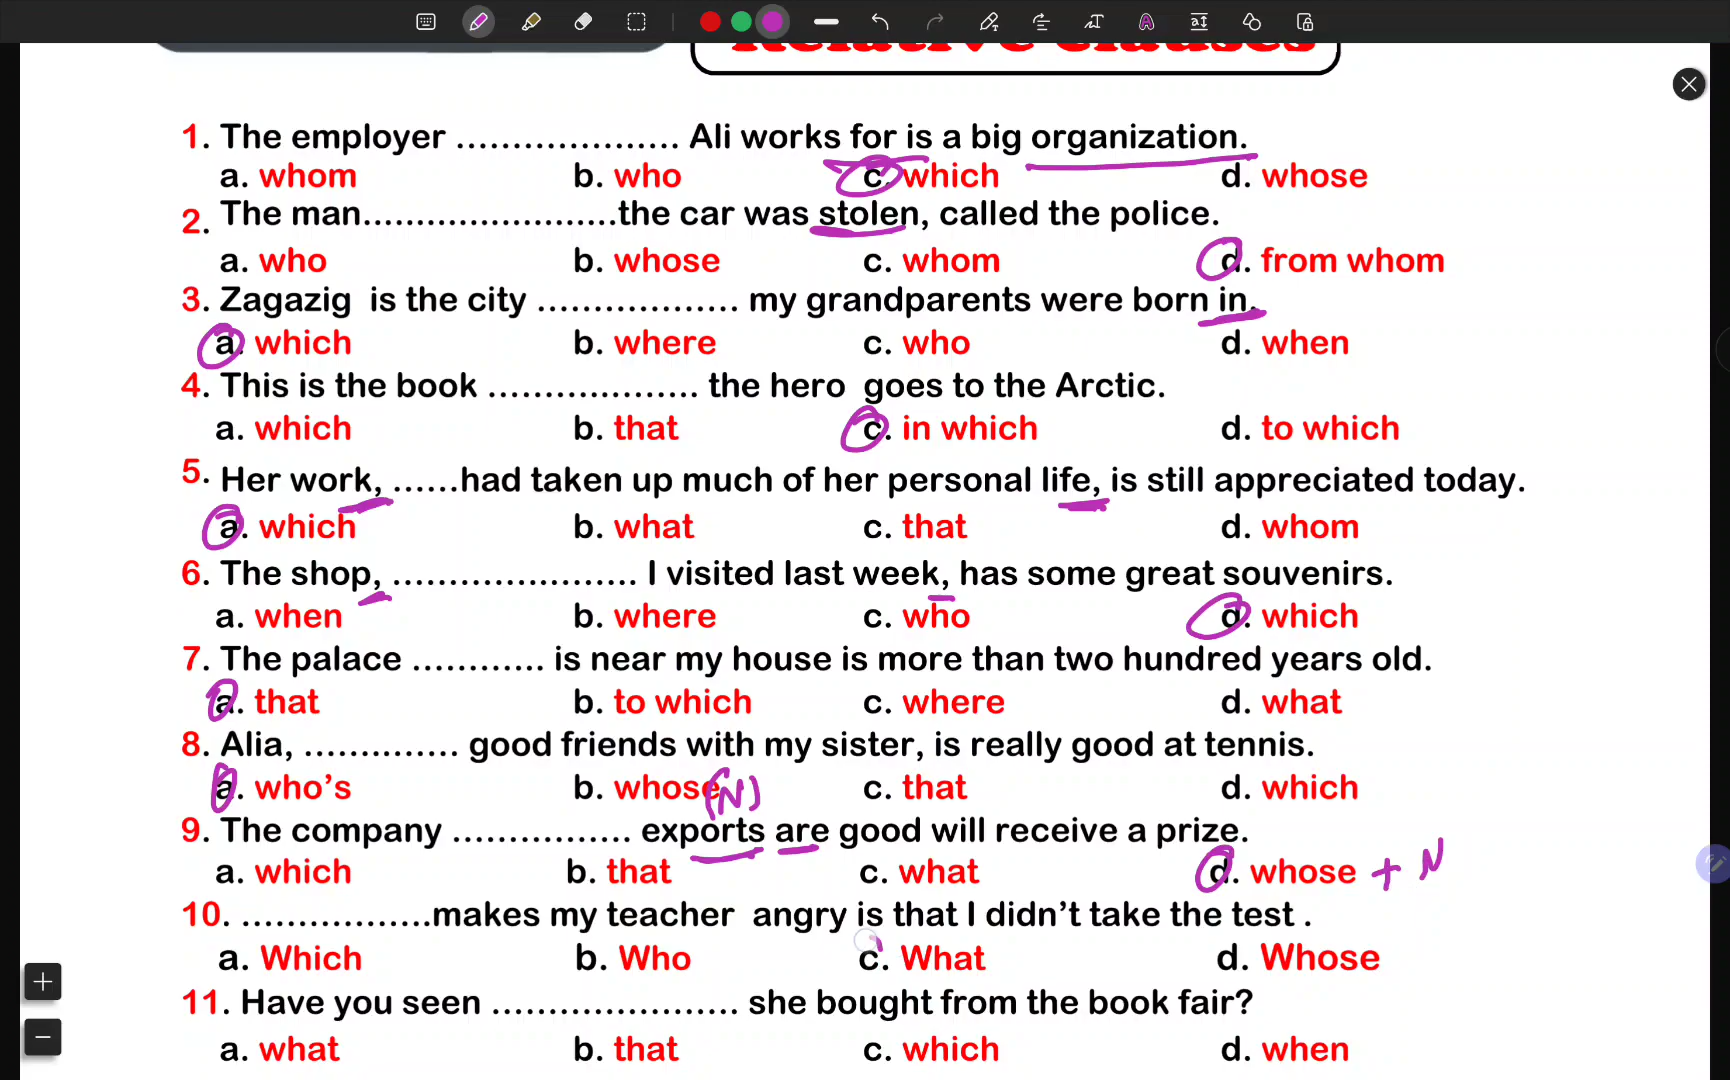 Relative Clauses
1. The employer .................... Ali works for is a big organization.
a. whom b. who c. which d. whose
2. The man.......................the car was stolen, called the police.
a. who b. whose c. whom d. from whom
3. Zagazig is the city .................. my grandparents were born in.
a. which b. where c. who d. when
4. This is the book ................... the hero goes to the Arctic.
a. which b. that c. in which d. to which
5. Her work, ......had taken up much of her personal life, is still appreciated today.
a. which b. what c. that d. whom
6. The shop, ...................... I visited last week, has some great souvenirs.
a. when b. where c. who d. which
7. The palace ............ is near my house is more than two hundred years old.
a. that b. to which c. where d. what
8. Alia, .............. good friends with my sister, is really good at tennis.
a. who's b. whose c. that d. which
(N)
9. The company ................ exports are good will receive a prize.
a. which b. that c. what d. whose + N
10. .................makes my teacher angry is that I didn't take the test .
a. Which b. Who c. What d. Whose
11. Have you seen ...................... she bought from the book fair?
a. what b. that c. which d. when